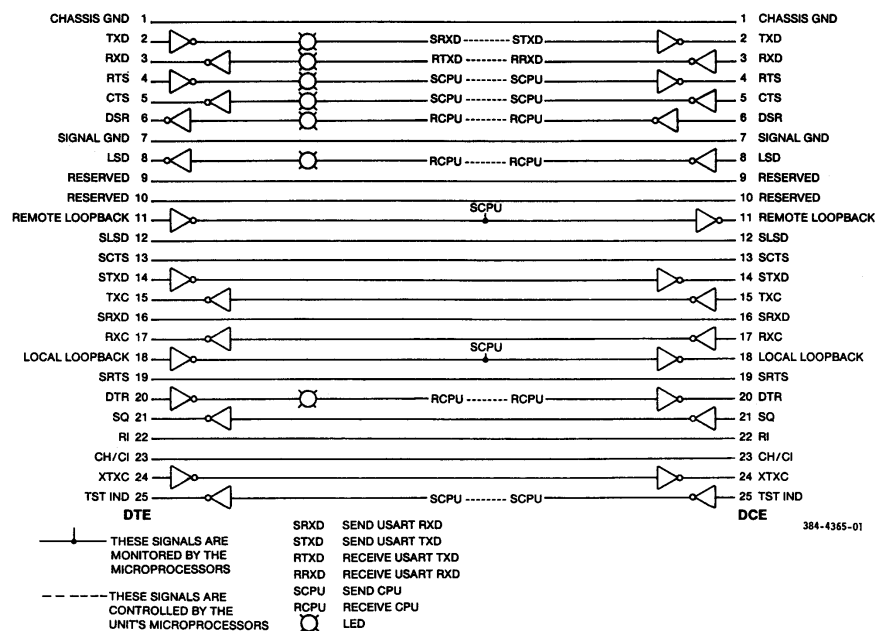 CHASSIS GND 1 1 CHASSIS GND
TXD 2 SRXD STXD 2 TXD
RXD 3 RTXD RRXD 3 RXD
RTS 4 SCPU SCPU 4 RTS
CTS 5 SCPU SCPU 5 CTS
DSR 6 RCPU RCPU 6 DSR
SIGNAL GND 7 7 SIGNAL GND
LSD 8 RCPU RCPU 8 LSD
RESERVED 9 9 RESERVED
RESERVED 10 10 RESERVED
SCPU
REMOTE LOOPBACK 11 11 REMOTE LOOPBACK
SLSD 12 12 SLSD
SCTS 13 13 SCTS
STXD 14 14 STXD
TXC 15 15 TXC
SRXD 16 16 SRXD
RXC 17 17 RXC
SCPU
LOCAL LOOPBACK 18 18 LOCAL LOOPBACK
SRTS 19 19 SRTS
DTR 20 RCPU RCPU 20 DTR
SQ 21 21 SQ
RI 22 22 RI
CH/CI 23 23 CH/CI
XTXC 24 24 XTXC
TST IND 25 SCPU SCPU 25 TST IND
DTE DCE
384-4365-01
THESE SIGNALS ARE
MONITORED BY THE
MICROPROCESSORS
THESE SIGNALS ARE
CONTROLLED BY THE
UNIT'S MICROPROCESSORS
SRXD SEND USART RXD
STXD SEND USART TXD
RTXD RECEIVE USART TXD
RRXD RECEIVE USART RXD
SCPU SEND CPU
RCPU RECEIVE CPU
LED